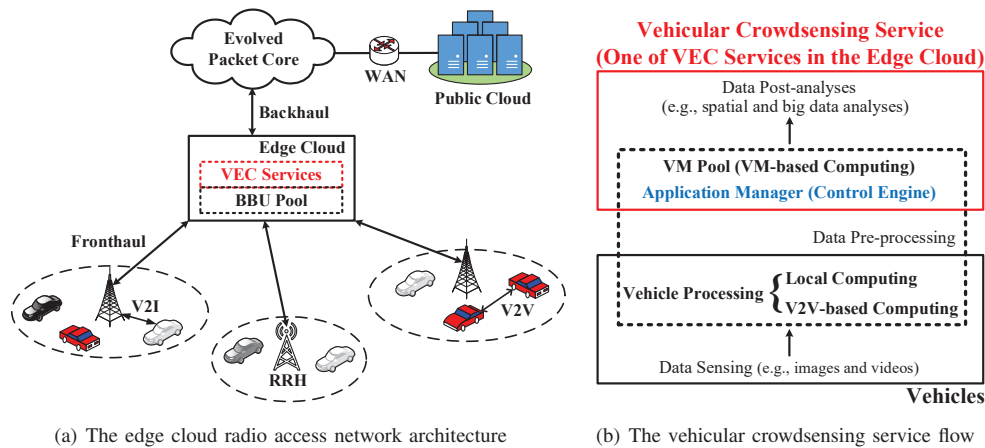 Evolved
Packet Core
WAN
Public Cloud
Backhaul
Edge Cloud
VEC Services
BBU Pool
Fronthaul
V2I
V2V
RRH
(a) The edge cloud radio access network architecture
Vehicular Crowdsensing Service
(One of VEC Services in the Edge Cloud)
Data Post-analyses
(e.g., spatial and big data analyses)
VM Pool (VM-based Computing)
Application Manager (Control Engine)
Data Pre-processing
Vehicle Processing { Local Computing
V2V-based Computing
Data Sensing (e.g., images and videos)
Vehicles
(b) The vehicular crowdsensing service flow